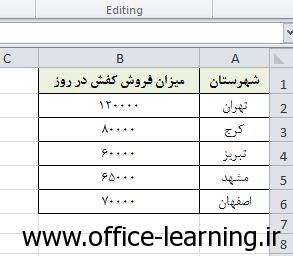 Editing
C B A
شهرستان میزان فروش کفش در روز 1
تهران ۱۲۰۰۰۰ 2
کرج ۸۰۰۰۰ 3
تبریز ۶۰۰۰۰ 4
مشهد ۶۵۰۰۰ 5
اصفهان ۷۰۰۰۰ 6
7
8
www.office-learning.ir